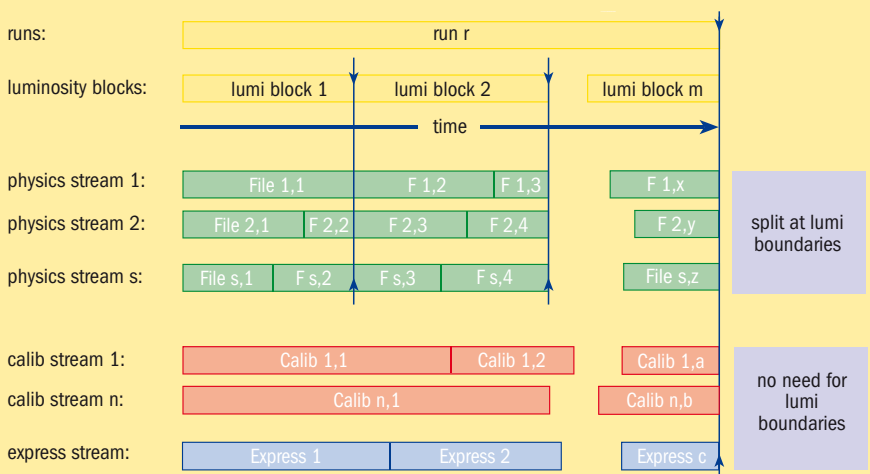 runs: run r
luminosity blocks: lumi block 1 lumi block 2 lumi block m
time
physics stream 1: File 1,1 F 1,2 F 1,3 F 1,x
physics stream 2: File 2,1 F 2,2 F 2,3 F 2,4 F 2,y
split at lumi
boundaries
physics stream s: File s,1 F s,2 F s,3 F s,4 File s,z
calib stream 1: Calib 1,1 Calib 1,2 Calib 1,a
calib stream n: Calib n,1 Calib n,b
no need for
lumi
boundaries
express stream: Express 1 Express 2 Express c